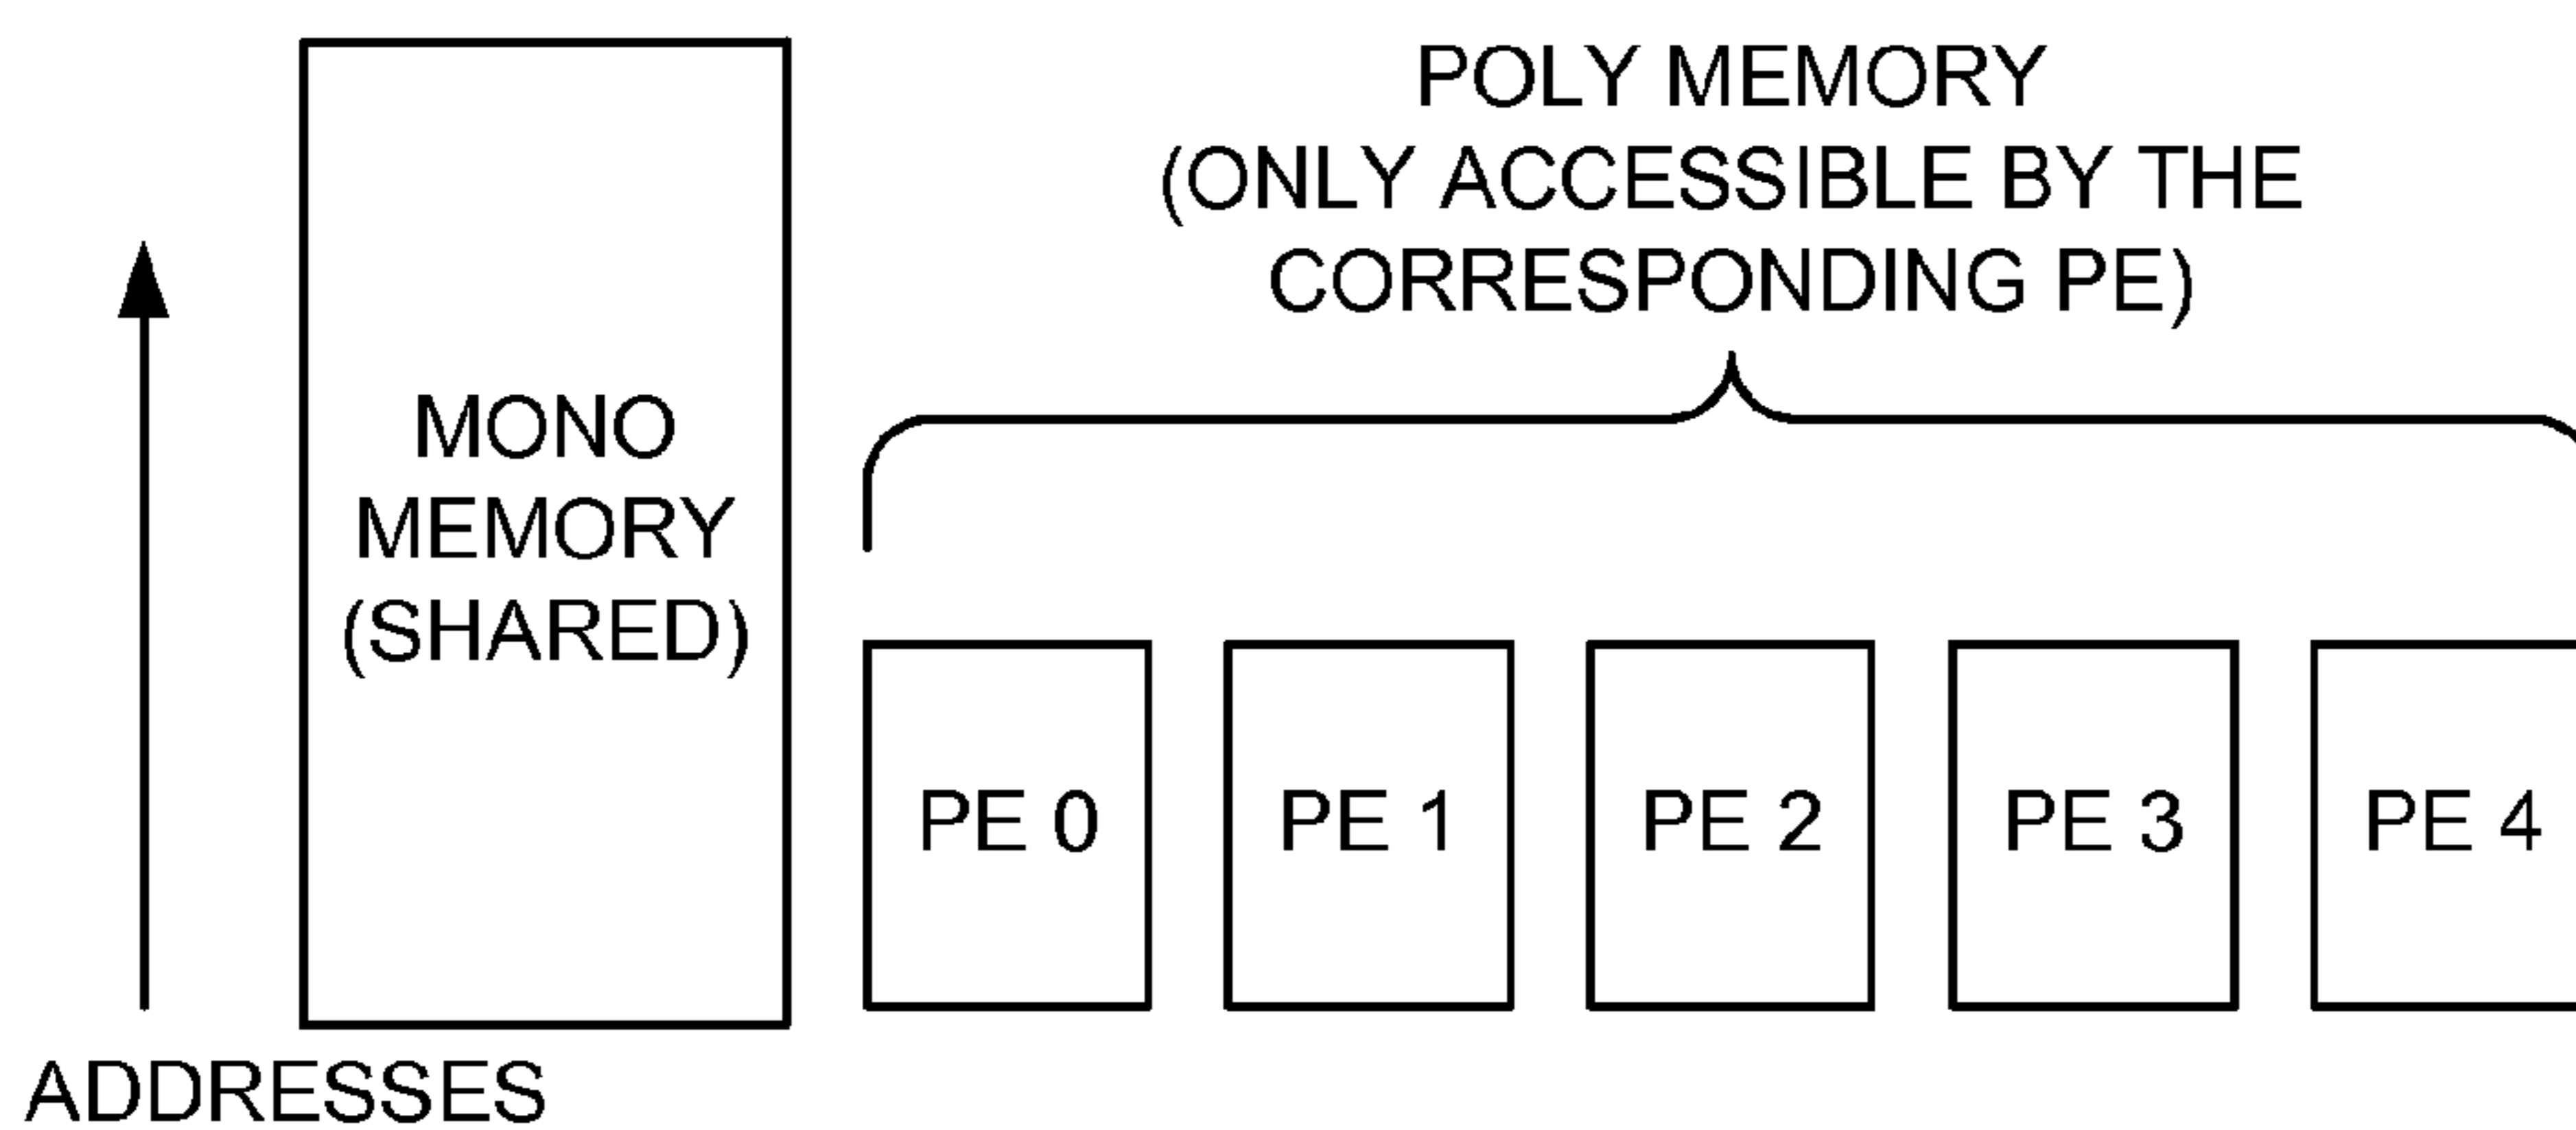 POLY MEMORY
(ONLY ACCESSIBLE BY THE
CORRESPONDING PE)
MONO
MEMORY
(SHARED)
PE 0
PE 1
PE 2
PE 3
PE 4
ADDRESSES